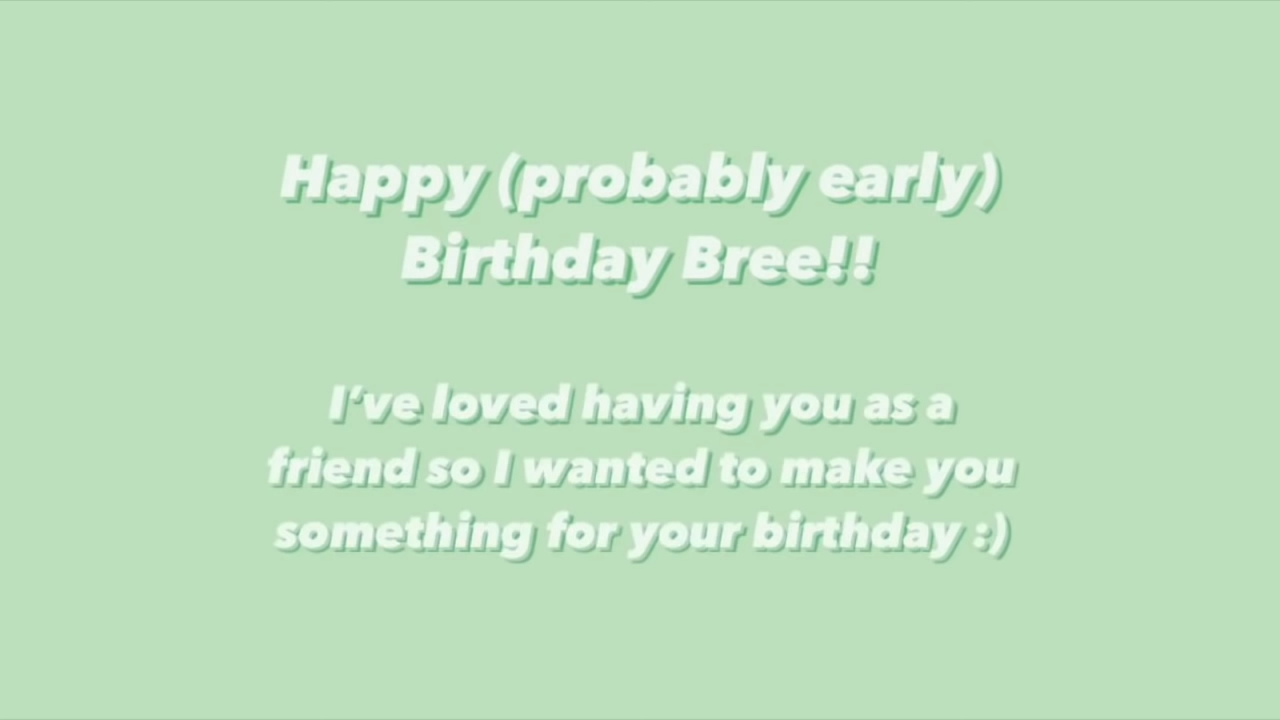 Happy (probably early)
Birthday Bree!!
I’ve loved having you as a
friend so I wanted to make you
something for your birthday :)